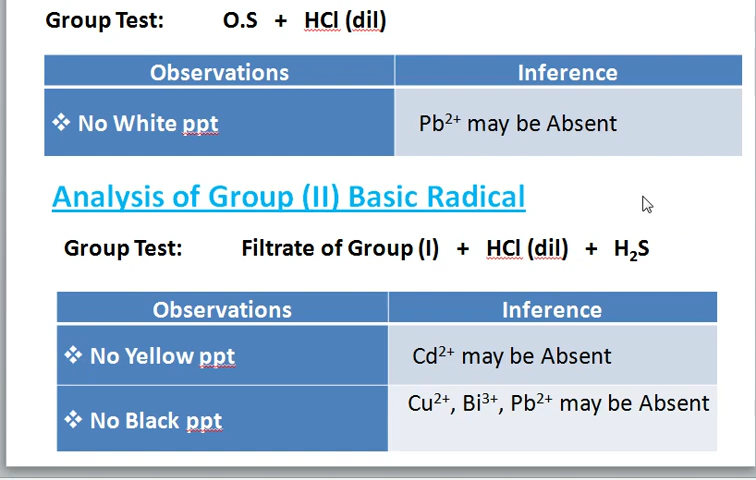 Group Test: O.S + HCl (dil)
Observations Inference
❖ No White ppt Pb²⁺ may be Absent
Analysis of Group (II) Basic Radical
Group Test: Filtrate of Group (I) + HCl (dil) + H₂S
Observations Inference
❖ No Yellow ppt Cd²⁺ may be Absent
❖ No Black ppt Cu²⁺, Bi³⁺, Pb²⁺ may be Absent